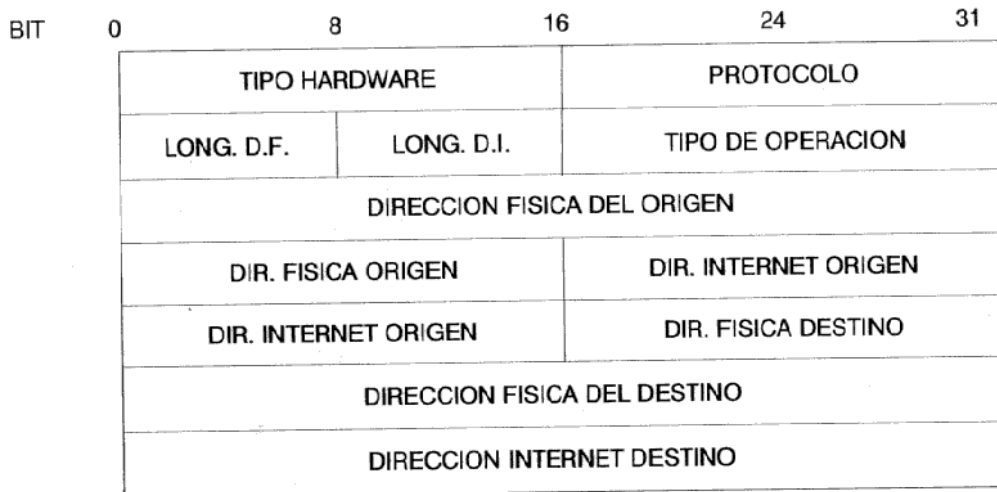 BIT 0 8 16 24 31
TIPO HARDWARE PROTOCOLO
LONG. D.F. LONG. D.I. TIPO DE OPERACION
DIRECCION FISICA DEL ORIGEN
DIR. FISICA ORIGEN DIR. INTERNET ORIGEN
DIR. INTERNET ORIGEN DIR. FISICA DESTINO
DIRECCION FISICA DEL DESTINO
DIRECCION INTERNET DESTINO